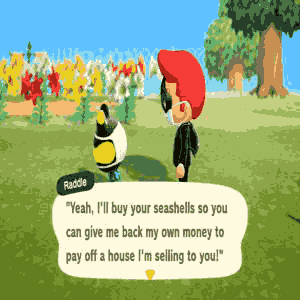 Raddle
"Yeah, I'll buy your seashells so you
can give me back my own money to
pay off a house I'm selling to you!"